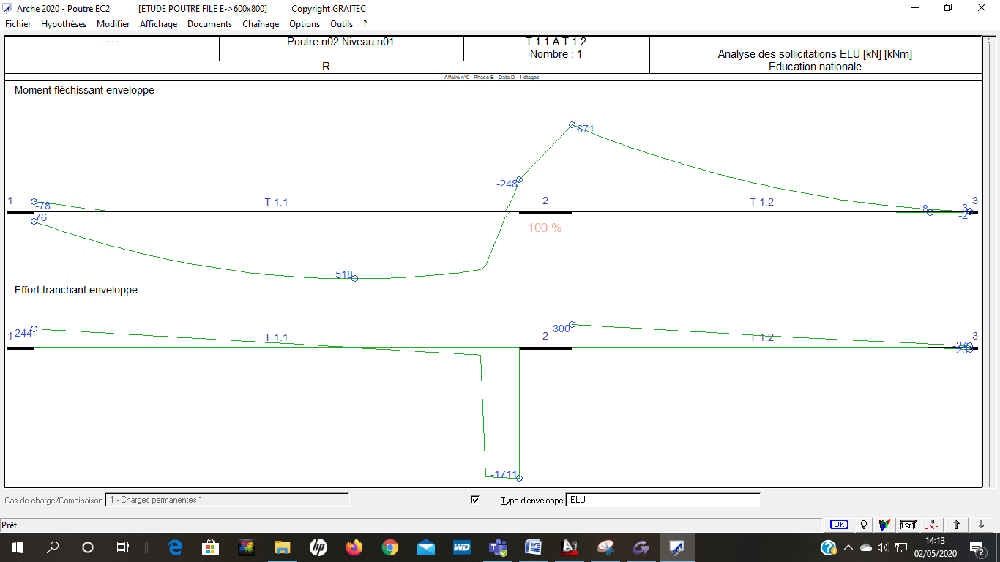 Arche 2020 - Poutre EC2 [ETUDE POUTRE FILE E->600x800] Copyright GRAITEC
Fichier Hypothèses Modifier Affichage Documents Chaînage Options Outils ?
Poutre n02 Niveau n01
T 1.1 A T 1.2
Nombre : 1
Analyse des sollicitations ELU [kN] [kNm]
Education nationale
R
- Affaire n°0 - Phase E - Date D - 1 étages -
Moment fléchissant enveloppe
-671
-248
1 -78 T 1.1 2 T 1.2 8 3 3
76 -2
100 %
518
Effort tranchant enveloppe
1 244 T 1.1 300 2 T 1.2 3
-24
23
-1711
Cas de charge/Combinaison 1 - Charges permanentes 1 Type d'enveloppe ELU
Prêt OK DXF
14:13
02/05/2020
2